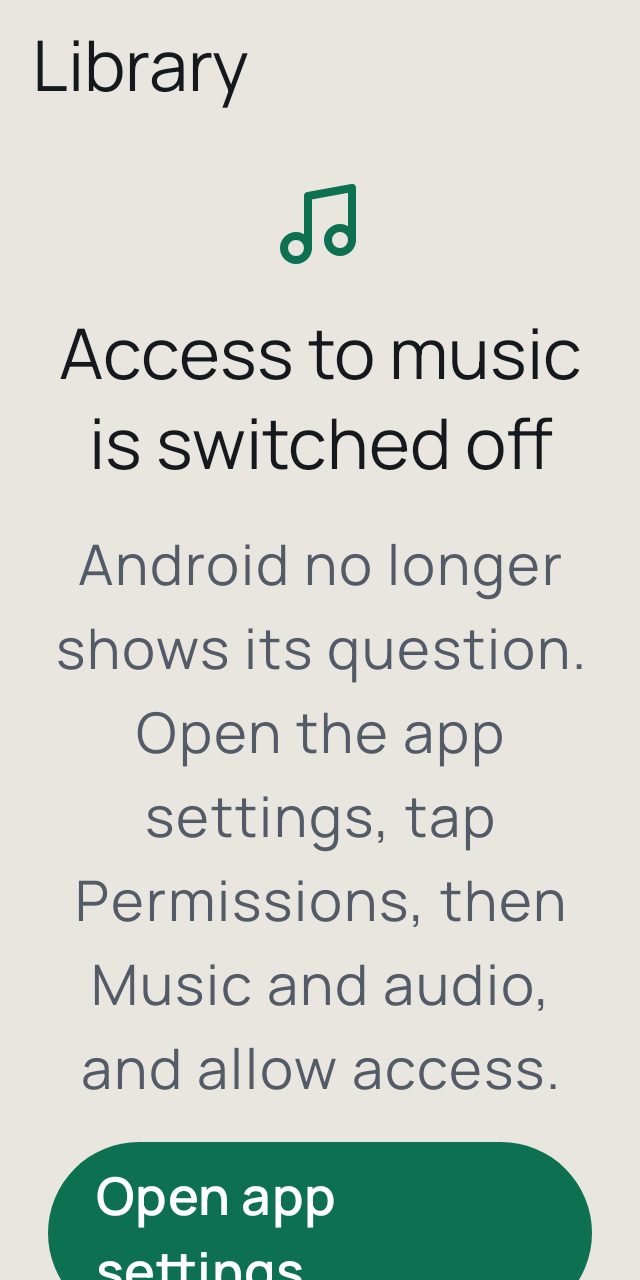 Library
Access to music
is switched off
Android no longer
shows its question.
Open the app
settings, tap
Permissions, then
Music and audio,
and allow access.
Open app
settings